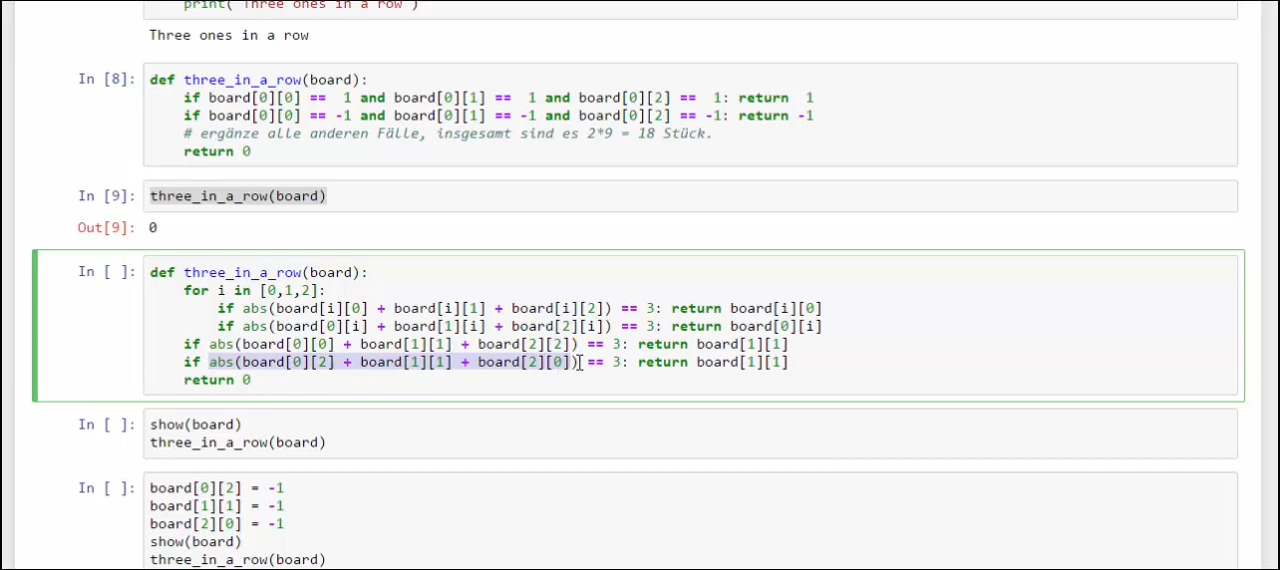 print("Three ones in a row")
Three ones in a row
In [8]: def three_in_a_row(board):
    if board[0][0] ==  1 and board[0][1] ==  1 and board[0][2] ==  1: return  1
    if board[0][0] == -1 and board[0][1] == -1 and board[0][2] == -1: return -1
    # ergänze alle anderen Fälle, insgesamt sind es 2*9 = 18 Stück.
    return 0
In [9]: three_in_a_row(board)
Out[9]: 0
In [ ]: def three_in_a_row(board):
    for i in [0,1,2]:
        if abs(board[i][0] + board[i][1] + board[i][2]) == 3: return board[i][0]
        if abs(board[0][i] + board[1][i] + board[2][i]) == 3: return board[0][i]
    if abs(board[0][0] + board[1][1] + board[2][2]) == 3: return board[1][1]
    if abs(board[0][2] + board[1][1] + board[2][0]) == 3: return board[1][1]
    return 0
In [ ]: show(board)
three_in_a_row(board)
In [ ]: board[0][2] = -1
board[1][1] = -1
board[2][0] = -1
show(board)
three_in_a_row(board)